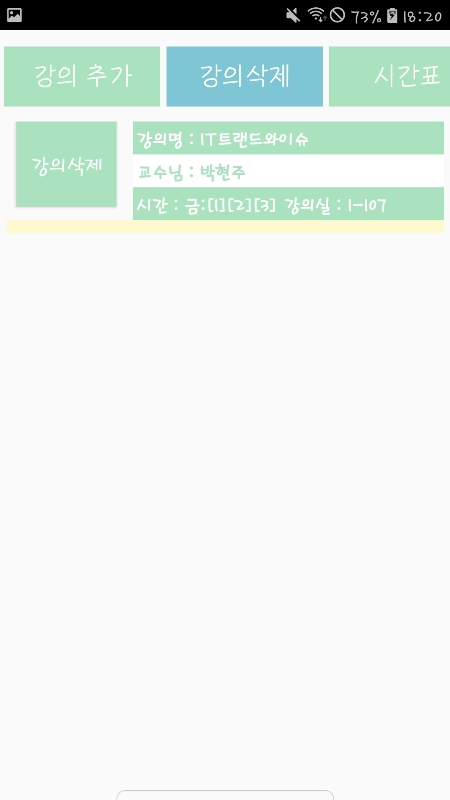 73% 18:20
강의 추가 강의삭제 시간표
강의삭제
강의명 : IT트랜드와이슈
교수님 : 박현주
시간 : 금:[1][2][3] 강의실 : 1-107